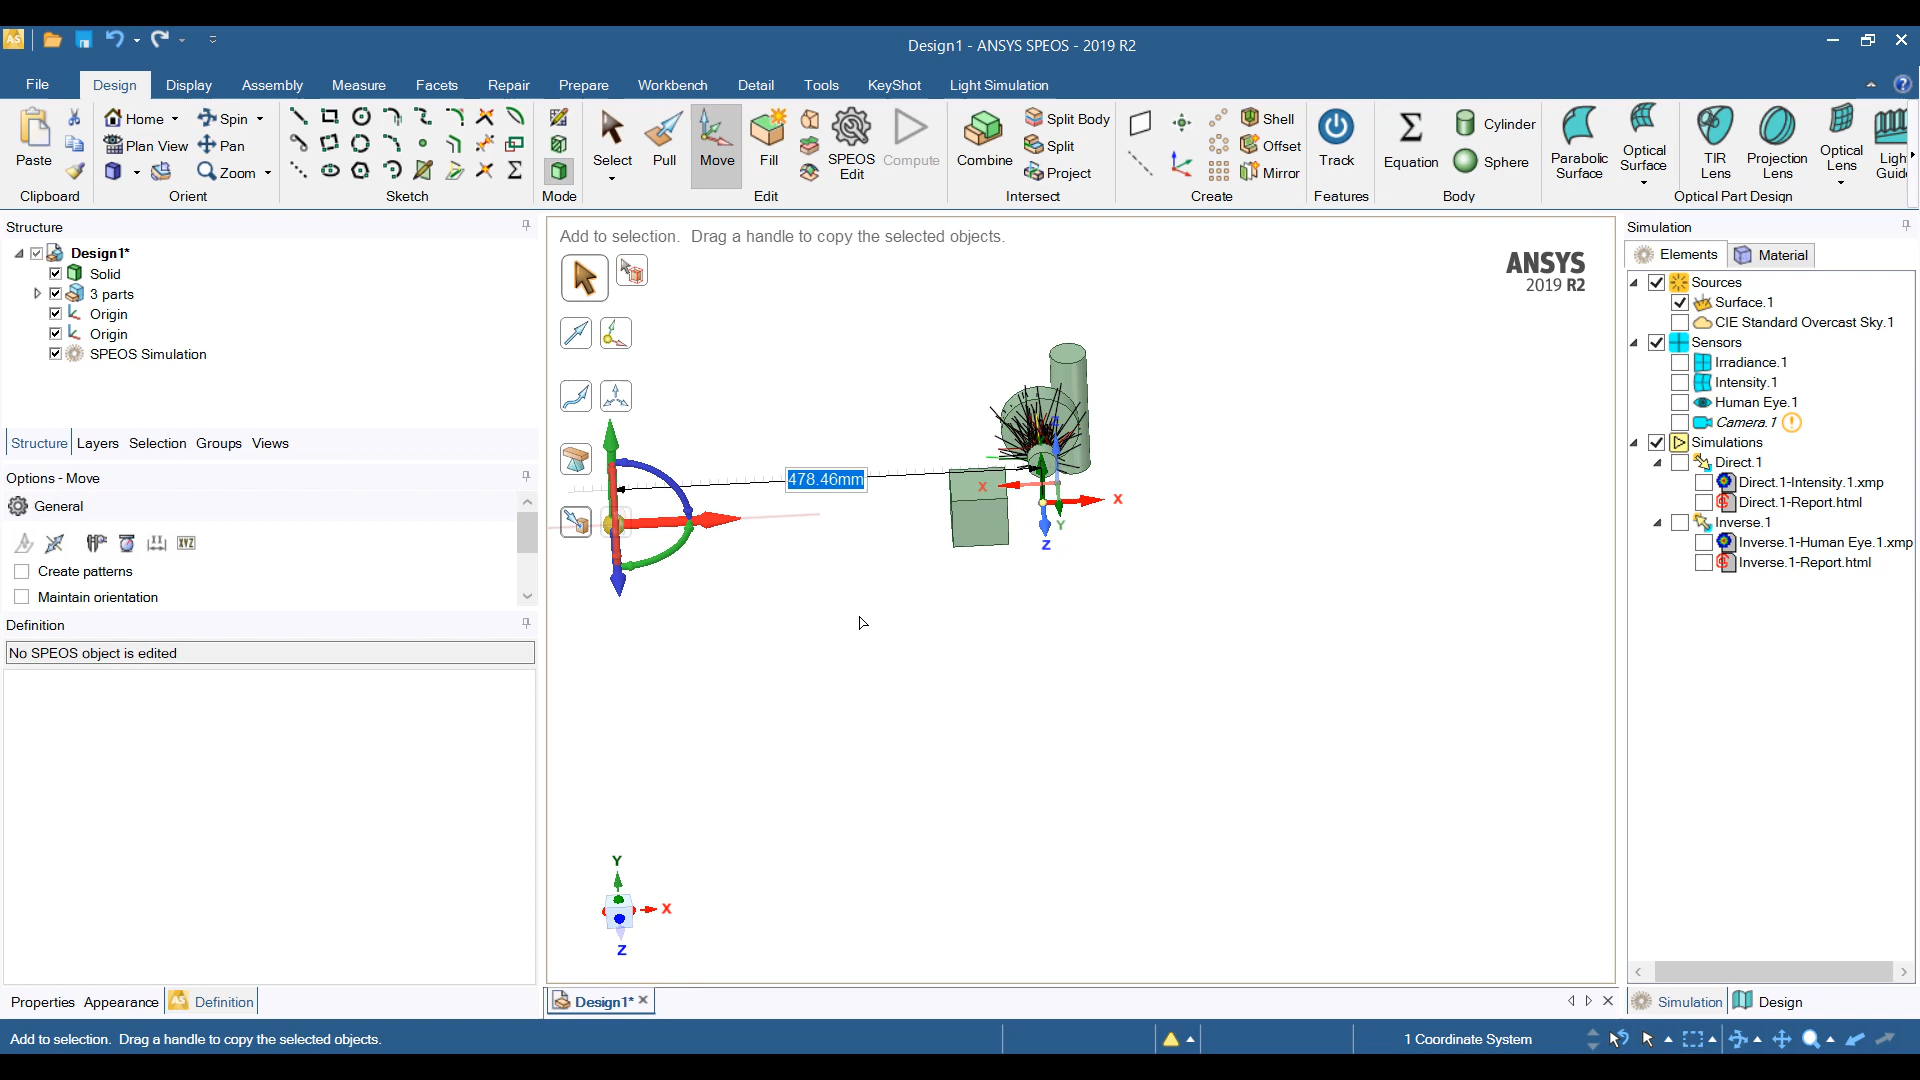 AS
Design1 - ANSYS SPEOS - 2019 R2
File Design Display Assembly Measure Facets Repair Prepare Workbench Detail Tools KeyShot Light Simulation
Paste
Clipboard
Home Spin
Plan View Pan
Zoom
Orient
Sketch
Mode
Select Pull Move Fill SPEOS Edit Compute
Edit
Combine
Split Body
Split
Project
Intersect
Create
Shell
Offset
Mirror
Track
Features
Equation
Cylinder
Sphere
Body
Parabolic Surface
Optical Surface
TIR Lens
Projection Lens
Optical Lens
Ligh
Guid
Optical Part Design
Structure
Design1*
Solid
3 parts
Origin
Origin
SPEOS Simulation
Structure Layers Selection Groups Views
Options - Move
General
XYZ
Create patterns
Maintain orientation
Definition
No SPEOS object is edited
Properties Appearance AS Definition
Add to selection. Drag a handle to copy the selected objects.
ANSYS
2019 R2
478.46mm
Z
X
X
Y
Z
Y
X
Z
Design1*
Simulation
Elements Material
Sources
Surface.1
CIE Standard Overcast Sky.1
Sensors
Irradiance.1
Intensity.1
Human Eye.1
Camera.1
Simulations
Direct.1
Direct.1-Intensity.1.xmp
Direct.1-Report.html
Inverse.1
Inverse.1-Human Eye.1.xmp
Inverse.1-Report.html
Simulation Design
Add to selection. Drag a handle to copy the selected objects.
1 Coordinate System